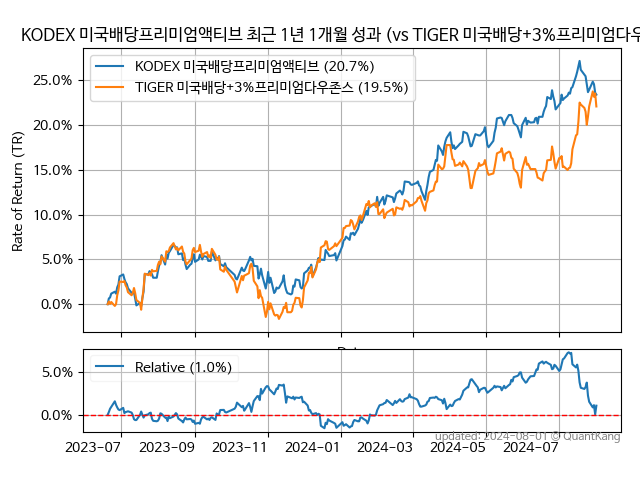 KODEX 미국배당프리미엄액티브 최근 1년 1개월 성과 (vs TIGER 미국배당+3%프리미엄다우
KODEX 미국배당프리미엄액티브 (20.7%)
TIGER 미국배당+3%프리미엄다우존스 (19.5%)
Rate of Return (TR)
25.0%
20.0%
15.0%
10.0%
5.0%
0.0%
Relative (1.0%)
5.0%
0.0%
2023-07
2023-09
2023-11
2024-01
2024-03
2024-05
2024-07
updated: 2024-08-01 © QuantKang